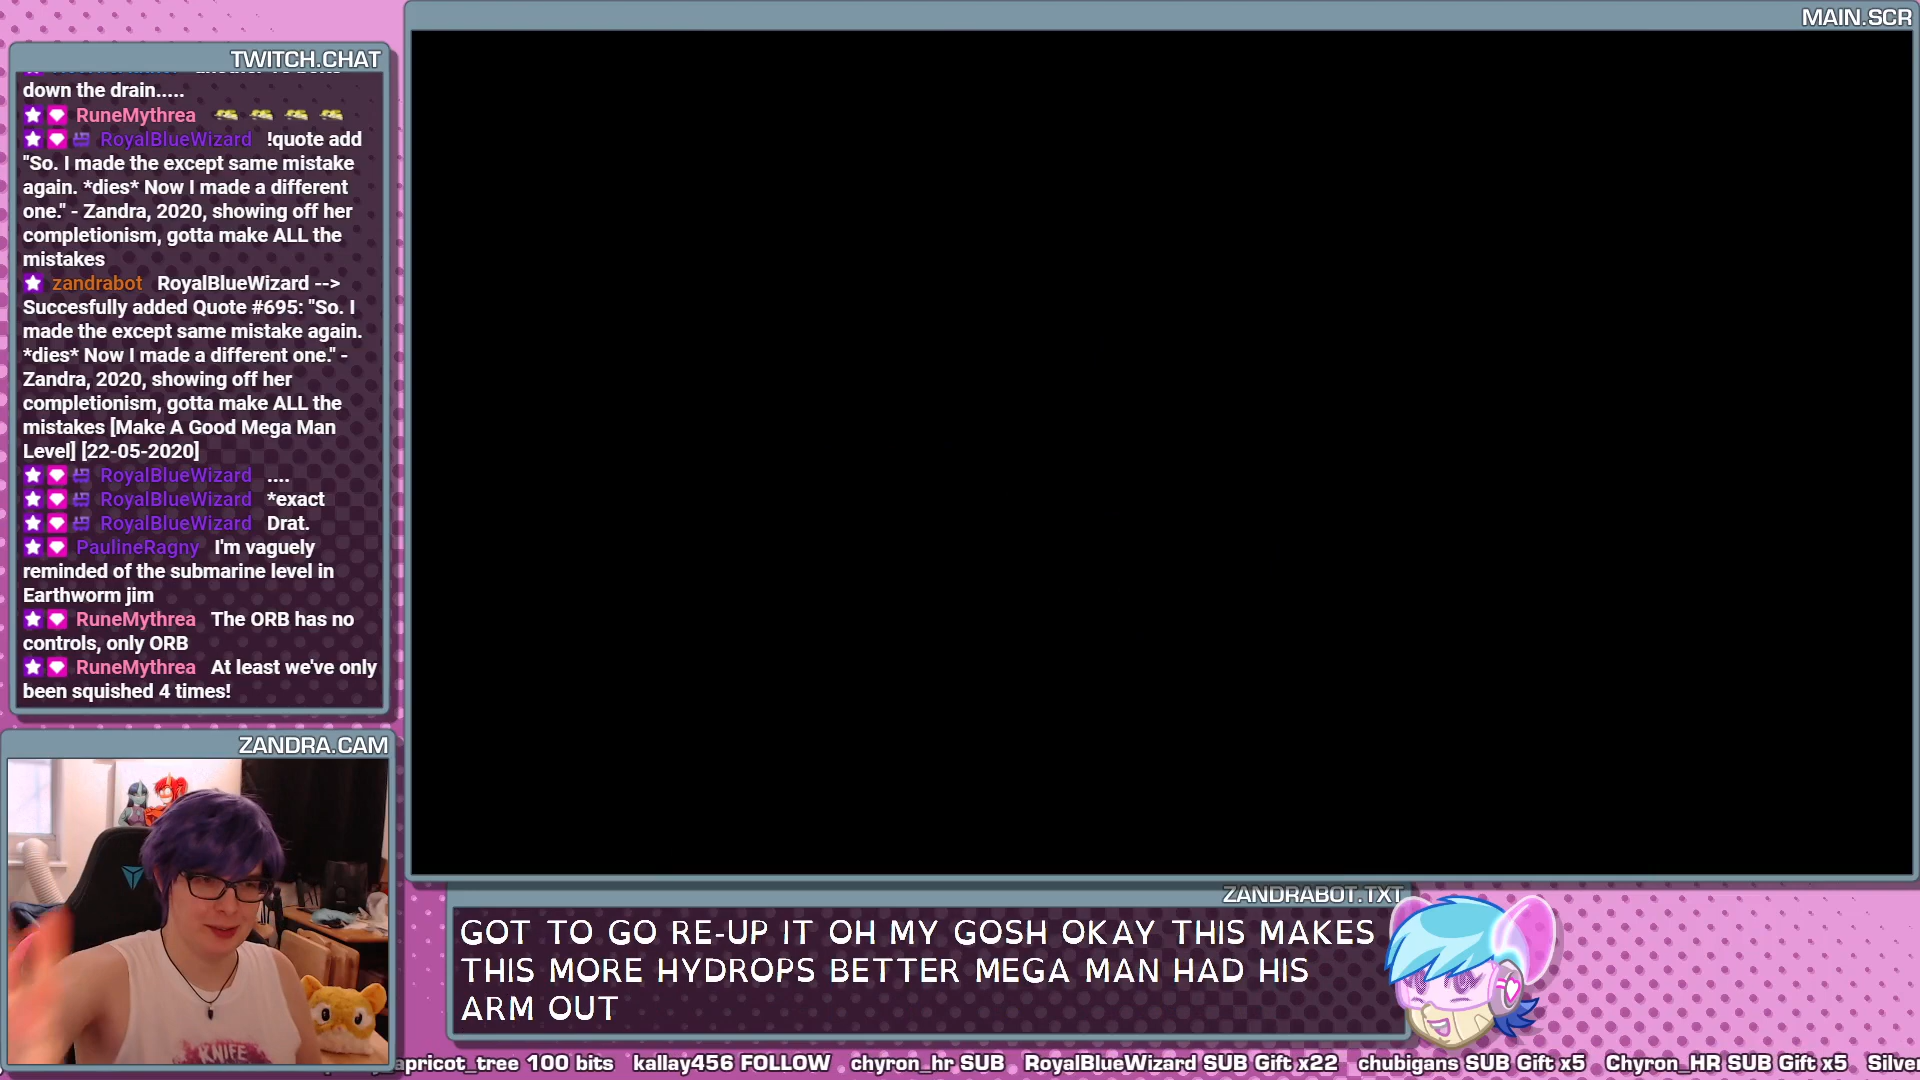 MAIN.SCR
TWITCH.CHAT
down the drain.....
RuneMythrea
RoyalBlueWizard !quote add
"So. I made the except same mistake
again. *dies* Now I made a different
one." - Zandra, 2020, showing off her
completionism, gotta make ALL the
mistakes
zandrabot RoyalBlueWizard -->
Succesfully added Quote #695: "So. I
made the except same mistake again.
*dies* Now I made a different one." -
Zandra, 2020, showing off her
completionism, gotta make ALL the
mistakes [Make A Good Mega Man
Level] [22-05-2020]
RoyalBlueWizard ....
RoyalBlueWizard *exact
RoyalBlueWizard Drat.
PaulineRagny I'm vaguely
reminded of the submarine level in
Earthworm jim
RuneMythrea The ORB has no
controls, only ORB
RuneMythrea At least we've only
been squished 4 times!
ZANDRA.CAM
KNIFE
ZANDRABOT.TXT
GOT TO GO RE-UP IT OH MY GOSH OKAY THIS MAKES
THIS MORE HYDROPS BETTER MEGA MAN HAD HIS
ARM OUT
apricot_tree 100 bits kallay456 FOLLOW chyron_hr SUB RoyalBlueWizard SUB Gift x22 chubigans SUB Gift x5 Chyron_HR SUB Gift x5 Silver